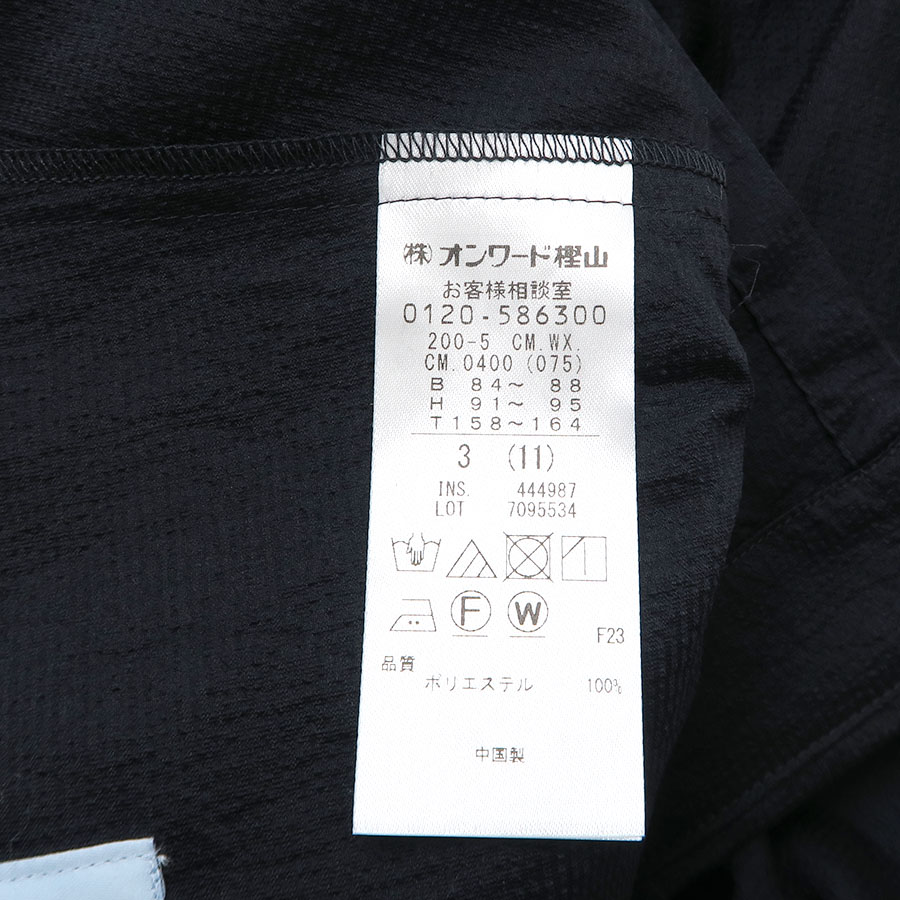 ㈱オンワード樫山
お客様相談室
0120-586300
200-5 CM.WX.
CM.0400 (075)
B 84～ 88
H 91～ 95
T158～164
3 (11)
INS. 444987
LOT 7095534
F W
F23
品質
ポリエステル 100%
中国製